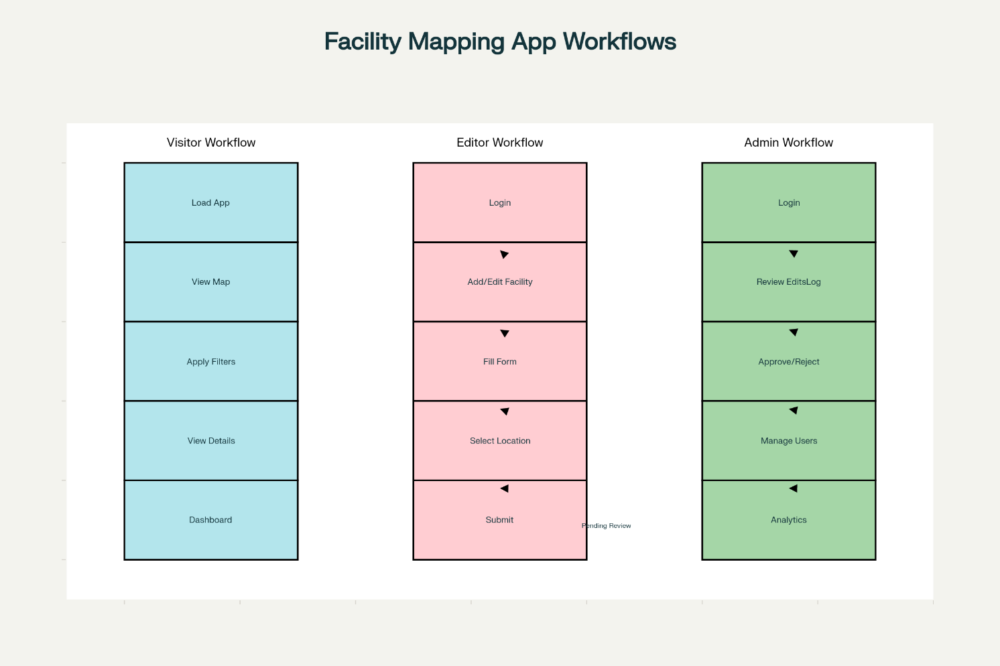 Facility Mapping App Workflows
Visitor Workflow
Load App
View Map
Apply Filters
View Details
Dashboard
Editor Workflow
Login
Add/Edit Facility
Fill Form
Select Location
Submit
Pending Review
Admin Workflow
Login
Review EditsLog
Approve/Reject
Manage Users
Analytics